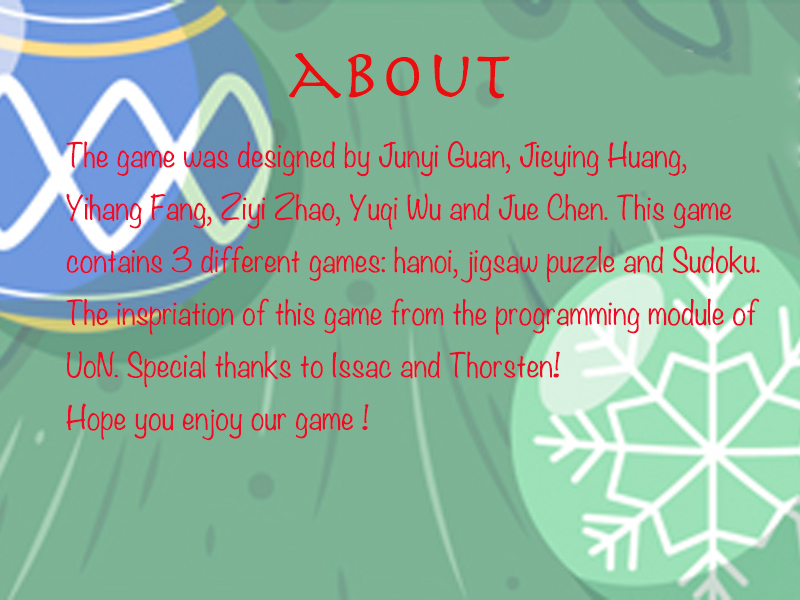 ABOUT
The game was designed by Junyi Guan, Jieying Huang,
Yihang Fang, Ziyi Zhao, Yuqi Wu and Jue Chen. This game
contains 3 different games: hanoi, jigsaw puzzle and Sudoku.
The inspriation of this game from the programming module of
UoN. Special thanks to Issac and Thorsten!
Hope you enjoy our game !